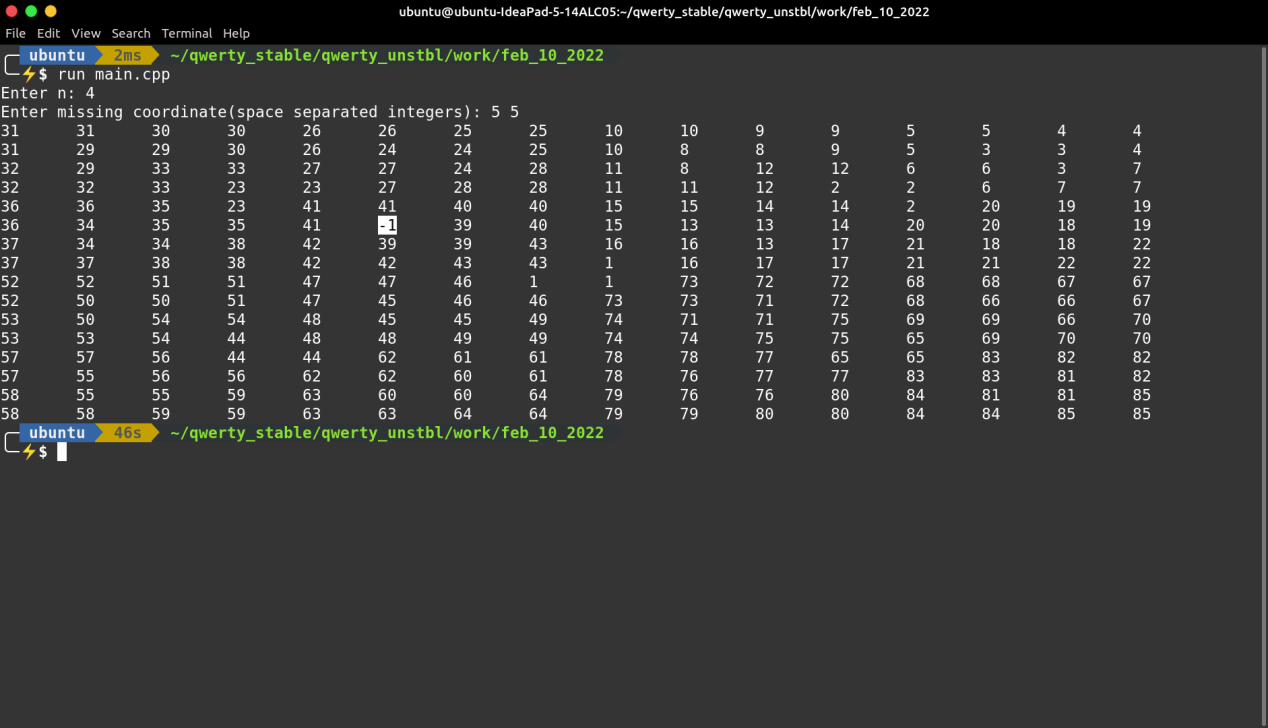 ubuntu@ubuntu-IdeaPad-5-14ALC05:~/qwerty_stable/qwerty_unstbl/work/feb_10_2022
File Edit View Search Terminal Help
ubuntu 2ms ~/qwerty_stable/qwerty_unstbl/work/feb_10_2022
⚡$ run main.cpp
Enter n: 4
Enter missing coordinate(space separated integers): 5 5
31 31 30 30 26 26 25 25 10 10 9 9 5 5 4 4
31 29 29 30 26 24 24 25 10 8 8 9 5 3 3 4
32 29 33 33 27 27 24 28 11 8 12 12 6 6 3 7
32 32 33 23 23 27 28 28 11 11 12 2 2 6 7 7
36 36 35 23 41 41 40 40 15 15 14 14 2 20 19 19
36 34 35 35 41 -1 39 40 15 13 13 14 20 20 18 19
37 34 34 38 42 39 39 43 16 16 13 17 21 18 18 22
37 37 38 38 42 42 43 43 1 16 17 17 21 21 22 22
52 52 51 51 47 47 46 1 1 73 72 72 68 68 67 67
52 50 50 51 47 45 46 46 73 73 71 72 68 66 66 67
53 50 54 54 48 45 45 49 74 71 71 75 69 69 66 70
53 53 54 44 48 48 49 49 74 74 75 75 65 69 70 70
57 57 56 44 44 62 61 61 78 78 77 65 65 83 82 82
57 55 56 56 62 62 60 61 78 76 77 77 83 83 81 82
58 55 55 59 63 60 60 64 79 76 76 80 84 81 81 85
58 58 59 59 63 63 64 64 79 79 80 80 84 84 85 85
ubuntu 46s ~/qwerty_stable/qwerty_unstbl/work/feb_10_2022
⚡$